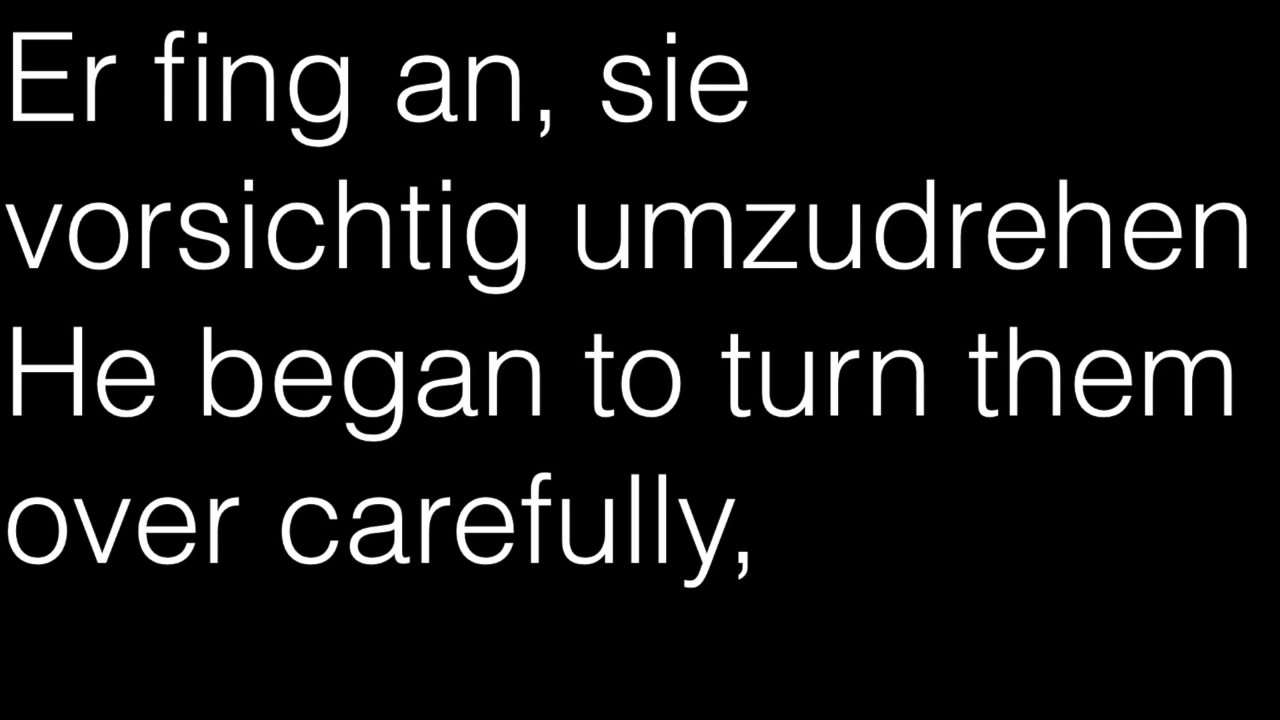 Er fing an, sie
vorsichtig umzudrehen
He began to turn them
over carefully,